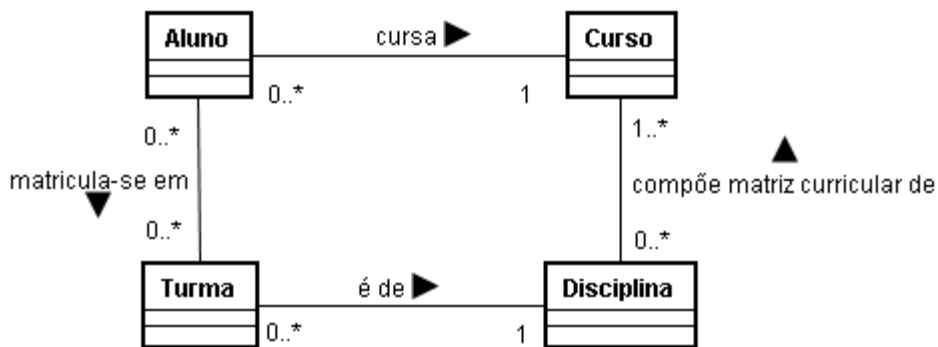 Aluno
cursa
Curso
0..*
1
0..*
1..*
matricula-se em
compõe matriz curricular de
0..*
0..*
Turma
é de
Disciplina
0..*
1